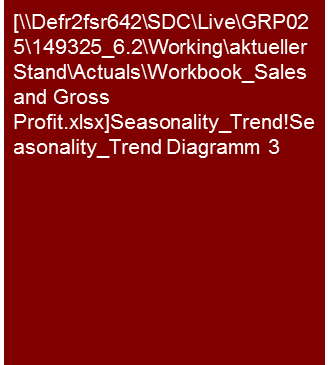 [\\Defr2fsr642\SDC\Live\GRP02
5\149325_6.2\Working\aktueller
Stand\Actuals\Workbook_Sales
and Gross
Profit.xlsx]Seasonality_Trend!Se
asonality_Trend Diagramm 3